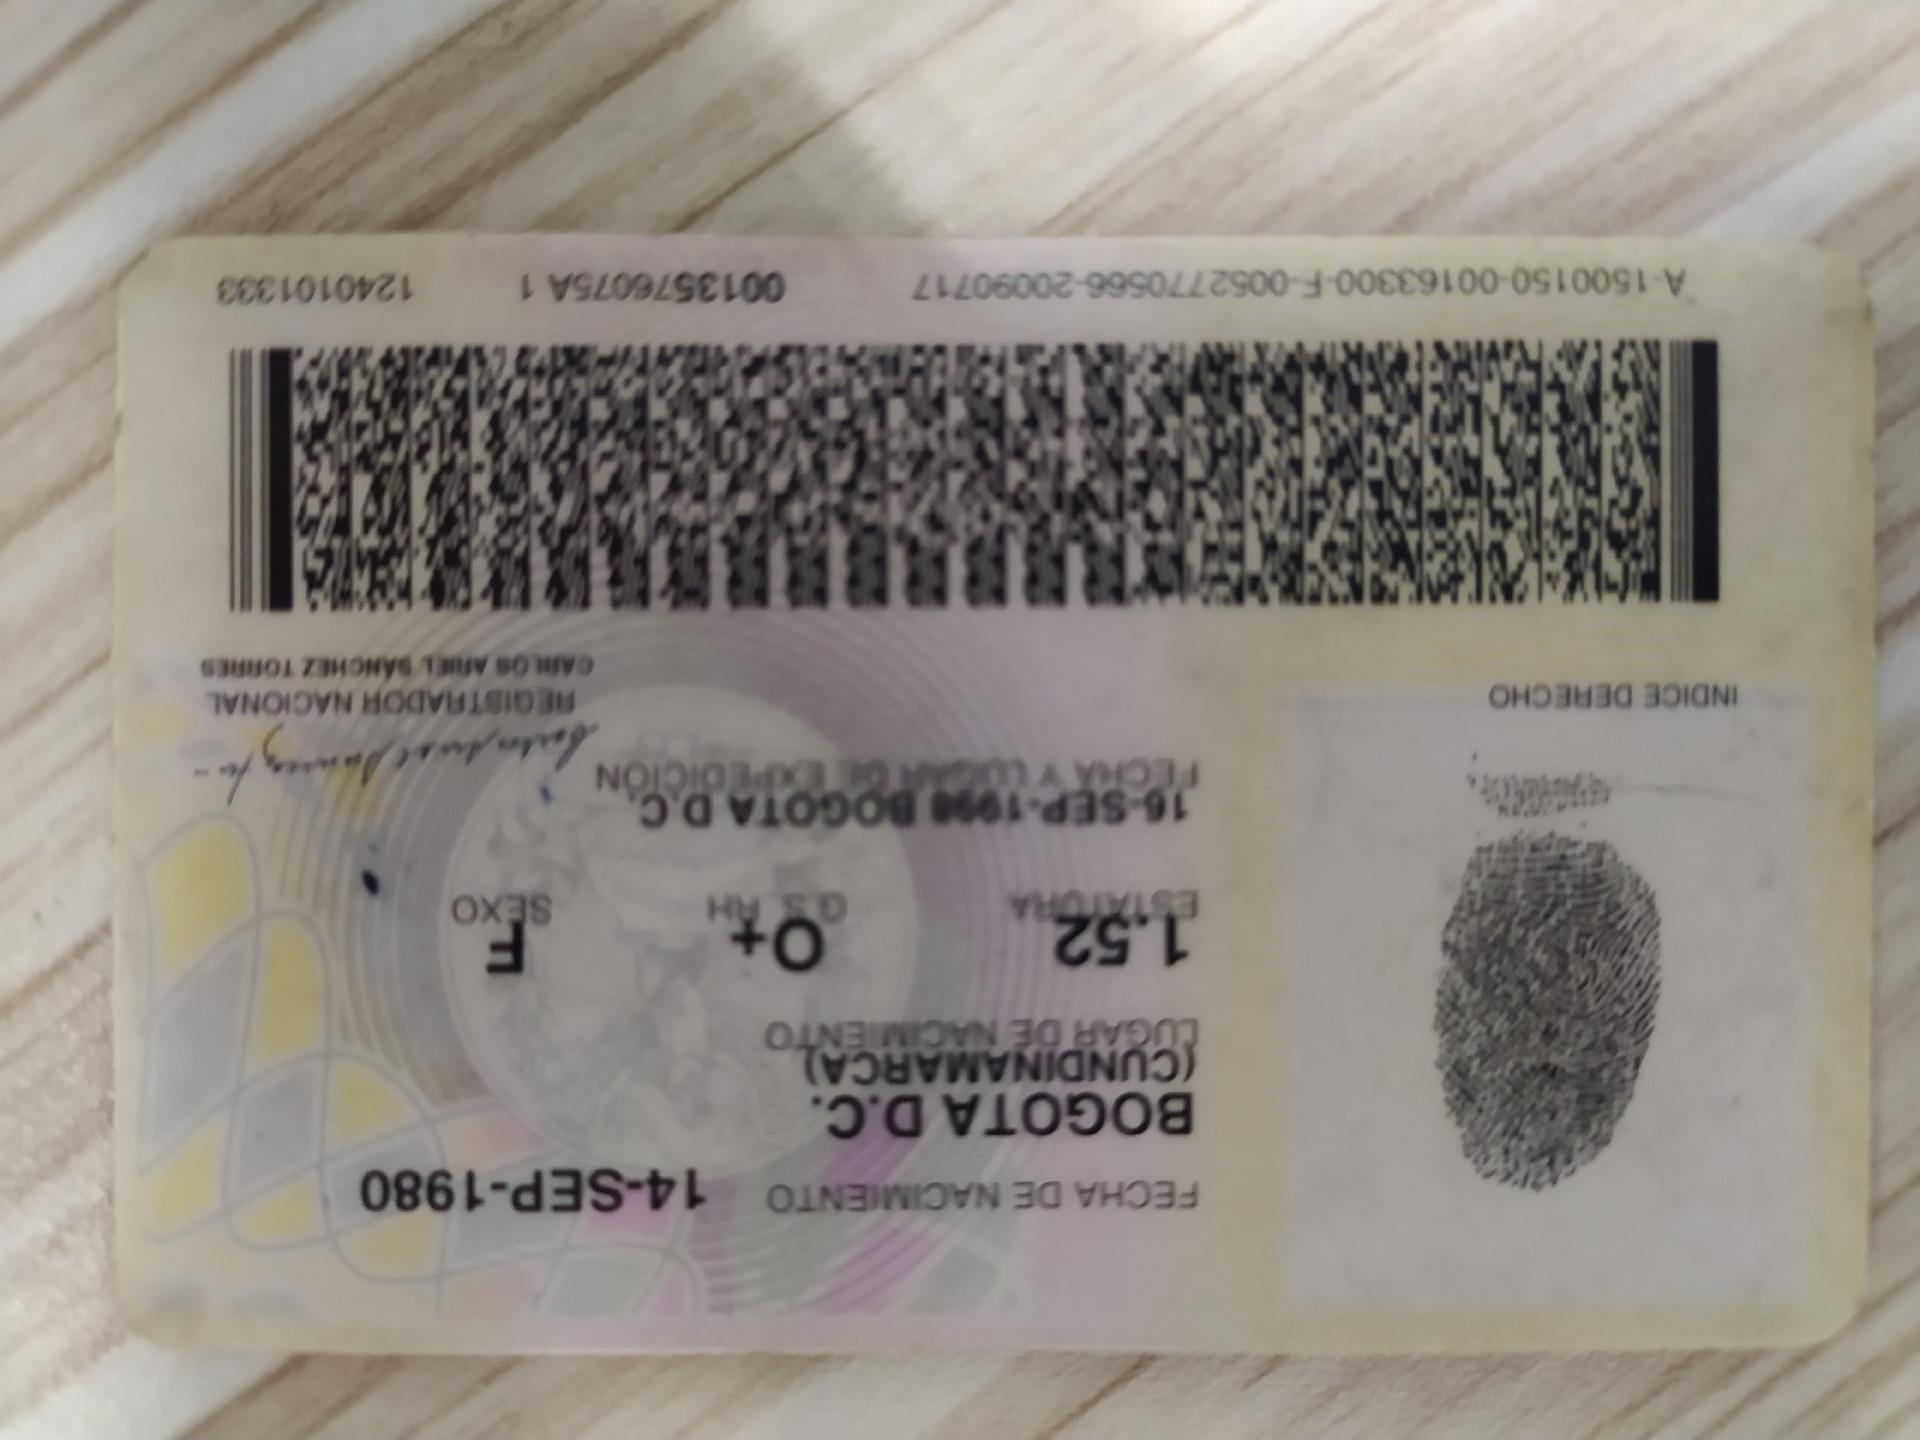 FECHA DE NACIMIENTO 14-SEP-1980
BOGOTA D.C.
(CUNDINAMARCA)
LUGAR DE NACIMIENTO
1.52 O+ F
ESTATURA G.S. RH SEXO
16-SEP-1998 BOGOTA D.C.
FECHA Y LUGAR DE EXPEDICION
INDICE DERECHO
REGISTRADOR NACIONAL
CARLOS ARIEL SÁNCHEZ TORRES
A-1500150-00163300-F-0052770566-20090717 0013576075A 1 1240101333